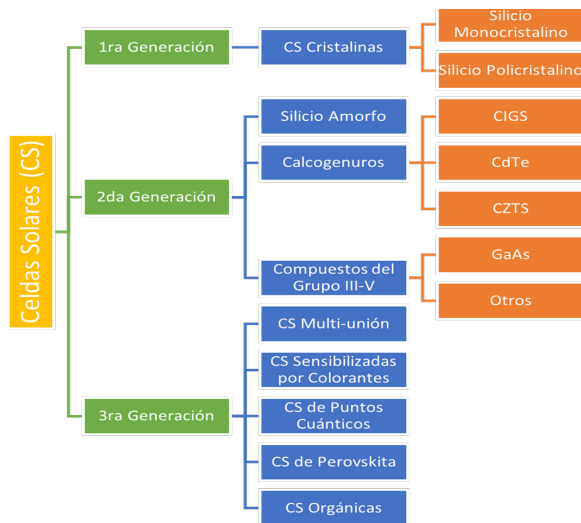 Celdas Solares (CS)
1ra Generación
CS Cristalinas
Silicio
Monocristalino
Silicio Policristalino
2da Generación
Silicio Amorfo
Calcogenuros
CIGS
CdTe
CZTS
Compuestos del
Grupo III-V
GaAs
Otros
3ra Generación
CS Multi-unión
CS Sensibilizadas
por Colorantes
CS de Puntos
Cuánticos
CS de Perovskita
CS Orgánicas